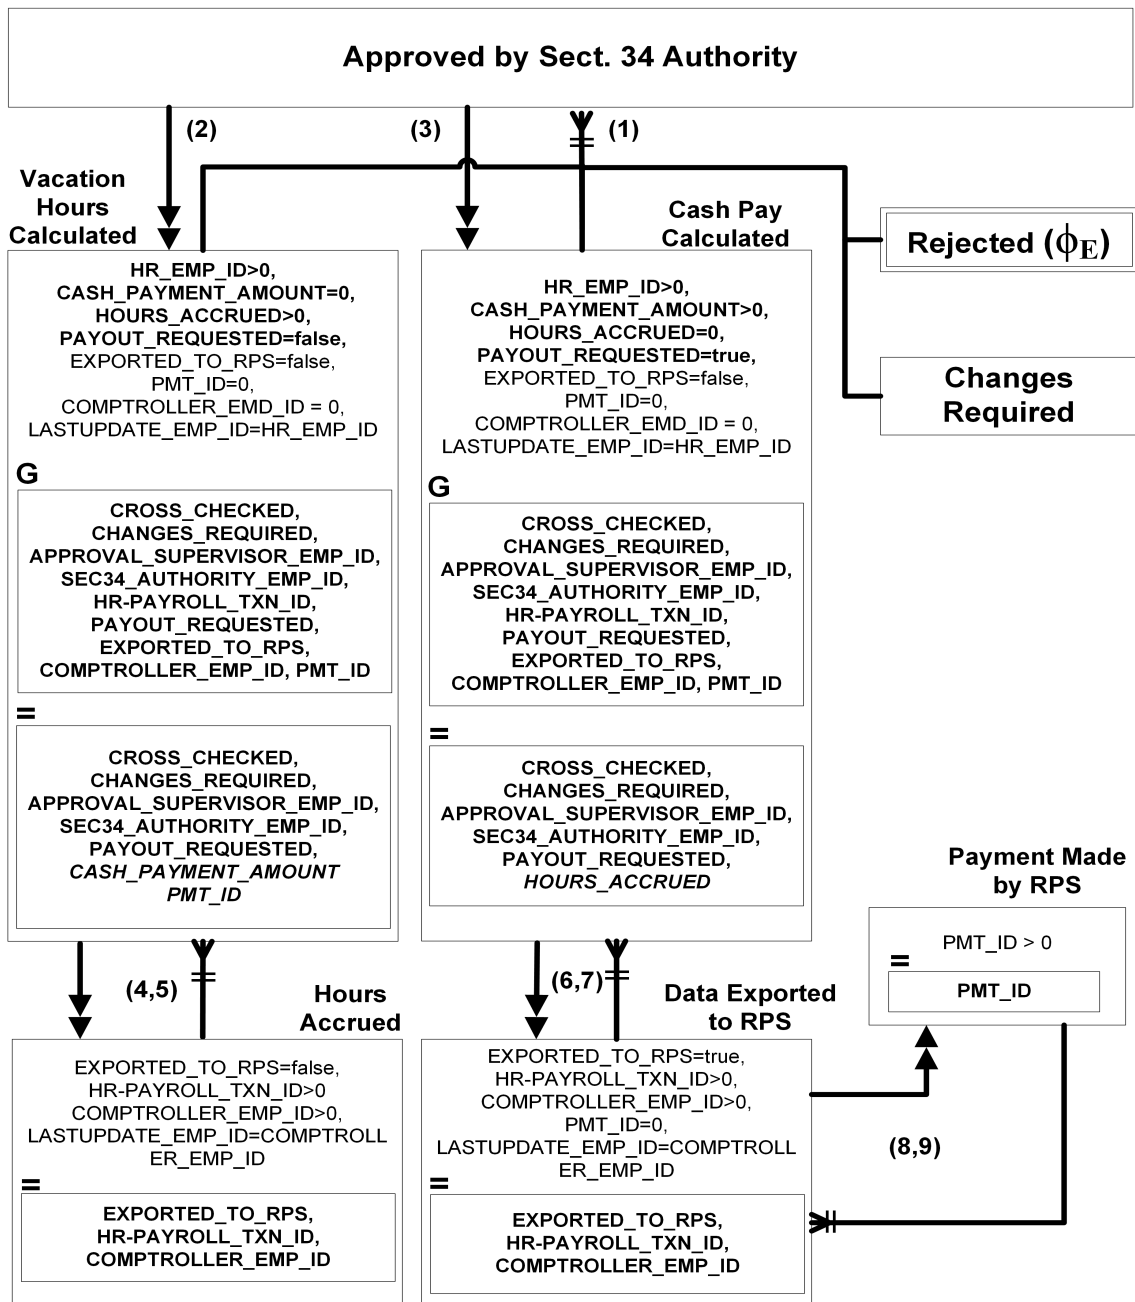 Approved by Sect. 34 Authority
(2)
(3)
(1)
Vacation
Hours
Calculated
Cash Pay
Calculated
Rejected (ϕE)
Changes
Required
HR_EMP_ID>0,
CASH_PAYMENT_AMOUNT=0,
HOURS_ACCRUED>0,
PAYOUT_REQUESTED=false,
EXPORTED_TO_RPS=false,
PMT_ID=0,
COMPTROLLER_EMD_ID = 0,
LASTUPDATE_EMP_ID=HR_EMP_ID
G
CROSS_CHECKED,
CHANGES_REQUIRED,
APPROVAL_SUPERVISOR_EMP_ID,
SEC34_AUTHORITY_EMP_ID,
HR-PAYROLL_TXN_ID,
PAYOUT_REQUESTED,
EXPORTED_TO_RPS,
COMPTROLLER_EMP_ID, PMT_ID
=
CROSS_CHECKED,
CHANGES_REQUIRED,
APPROVAL_SUPERVISOR_EMP_ID,
SEC34_AUTHORITY_EMP_ID,
PAYOUT_REQUESTED,
CASH_PAYMENT_AMOUNT
PMT_ID
HR_EMP_ID>0,
CASH_PAYMENT_AMOUNT>0,
HOURS_ACCRUED=0,
PAYOUT_REQUESTED=true,
EXPORTED_TO_RPS=false,
PMT_ID=0,
COMPTROLLER_EMD_ID = 0,
LASTUPDATE_EMP_ID=HR_EMP_ID
G
CROSS_CHECKED,
CHANGES_REQUIRED,
APPROVAL_SUPERVISOR_EMP_ID,
SEC34_AUTHORITY_EMP_ID,
HR-PAYROLL_TXN_ID,
PAYOUT_REQUESTED,
EXPORTED_TO_RPS,
COMPTROLLER_EMP_ID, PMT_ID
=
CROSS_CHECKED,
CHANGES_REQUIRED,
APPROVAL_SUPERVISOR_EMP_ID,
SEC34_AUTHORITY_EMP_ID,
PAYOUT_REQUESTED,
HOURS_ACCRUED
Payment Made
by RPS
PMT_ID > 0
=
PMT_ID
(4,5)
Hours
Accrued
(6,7)
Data Exported
to RPS
EXPORTED_TO_RPS=false,
HR-PAYROLL_TXN_ID>0
COMPTROLLER_EMP_ID>0,
LASTUPDATE_EMP_ID=COMPTROLL
ER_EMP_ID
=
EXPORTED_TO_RPS,
HR-PAYROLL_TXN_ID,
COMPTROLLER_EMP_ID
EXPORTED_TO_RPS=true,
HR-PAYROLL_TXN_ID>0,
COMPTROLLER_EMP_ID>0,
PMT_ID=0,
LASTUPDATE_EMP_ID=COMPTROLL
ER_EMP_ID
=
EXPORTED_TO_RPS,
HR-PAYROLL_TXN_ID,
COMPTROLLER_EMP_ID
(8,9)